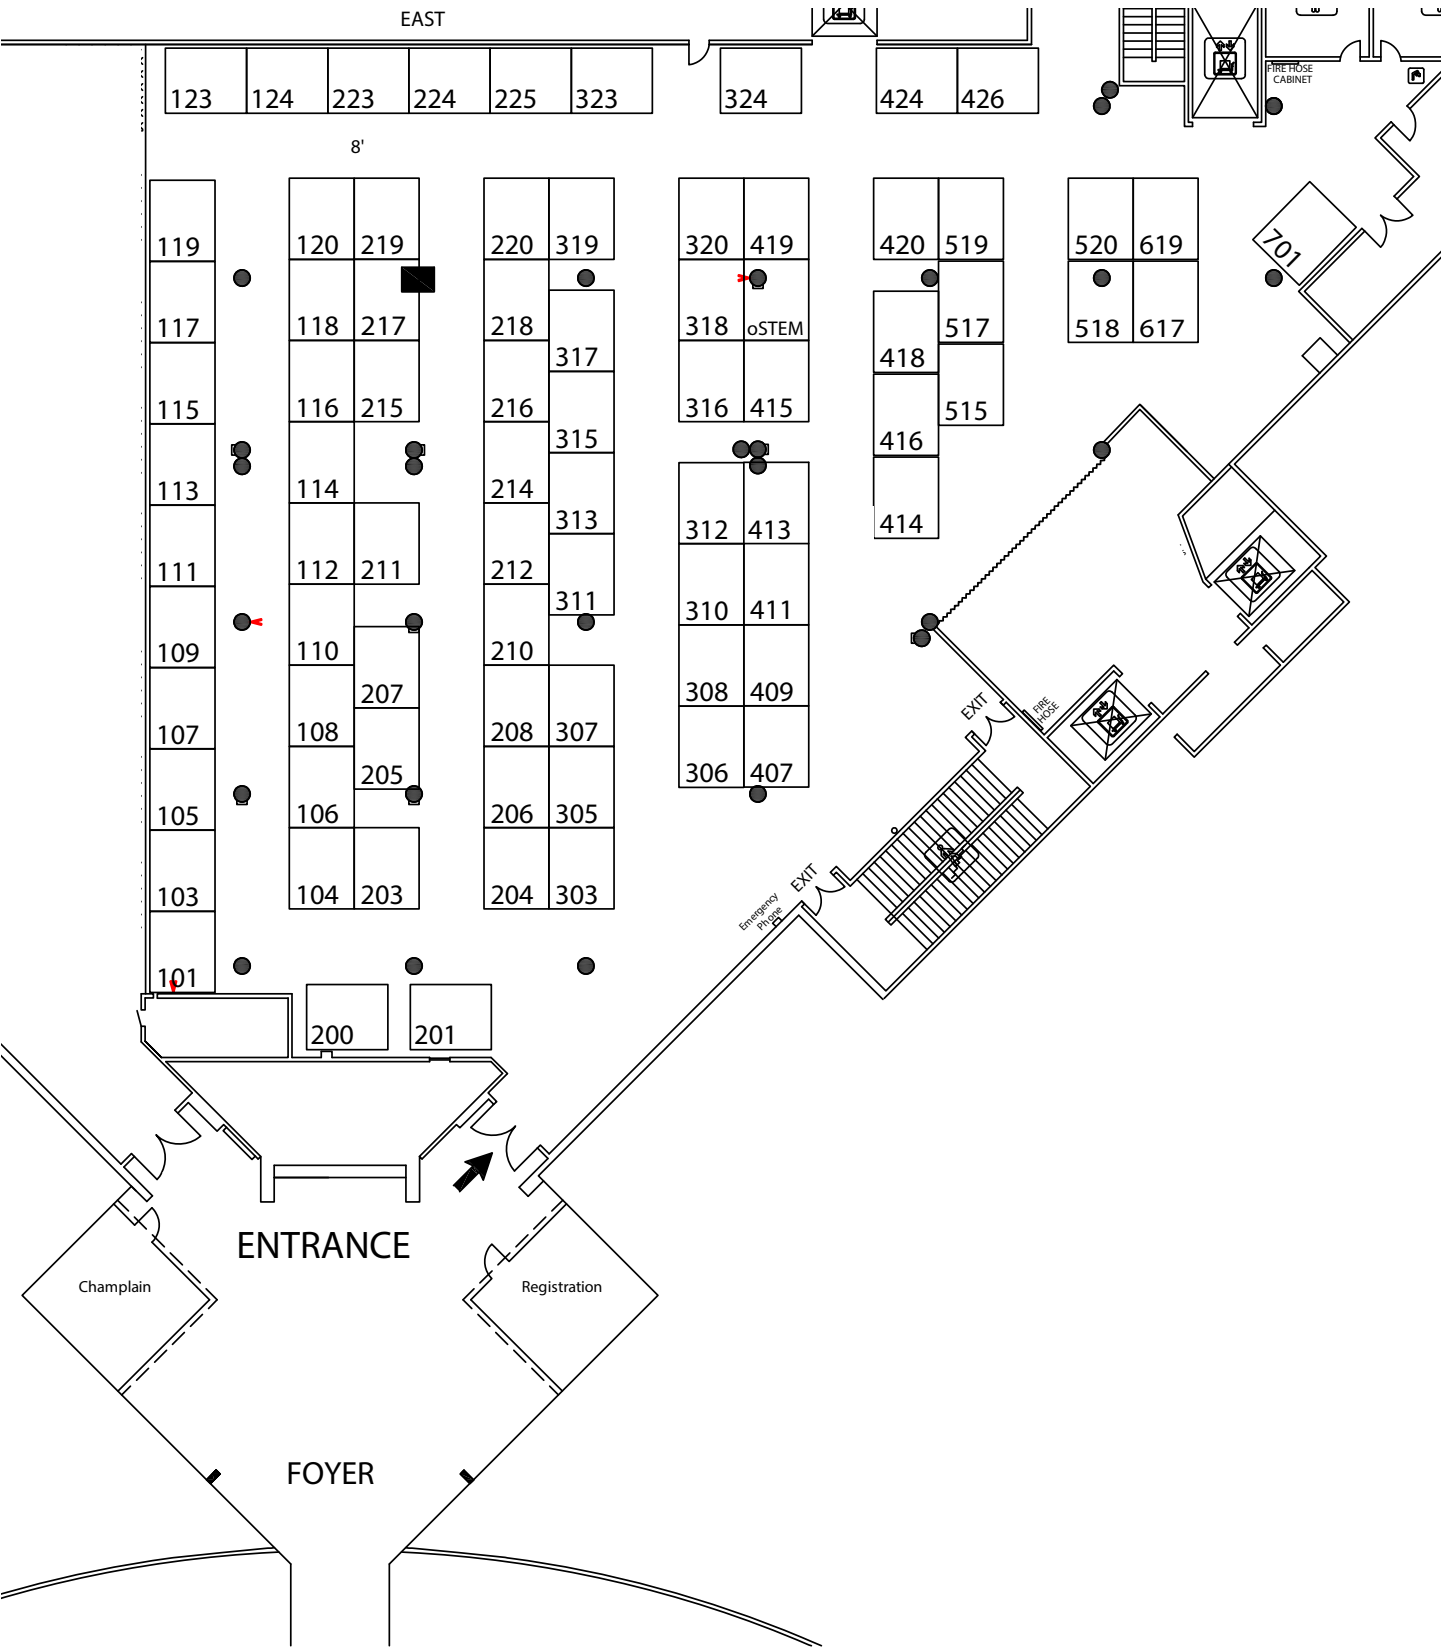 EAST
FIRE HOSE
CABINET
123 124 223 224 225 323 324 424 426
8'
119 120 219 220 319 320 419 420 519 520 619 701
117 118 217 218 317 318 oSTEM 418 517 518 617
115 116 215 216 315 316 415 416 515
113 114 214 313 312 413 414
111 112 211 212 311 310 411
109 110 207 210 308 409
EXIT
FIRE
HOSE
107 108 205 208 307 306 407
105 106 206 305
103 104 203 204 303
EXIT
Emergency
Phone
101
200 201
ENTRANCE
Champlain
Registration
FOYER